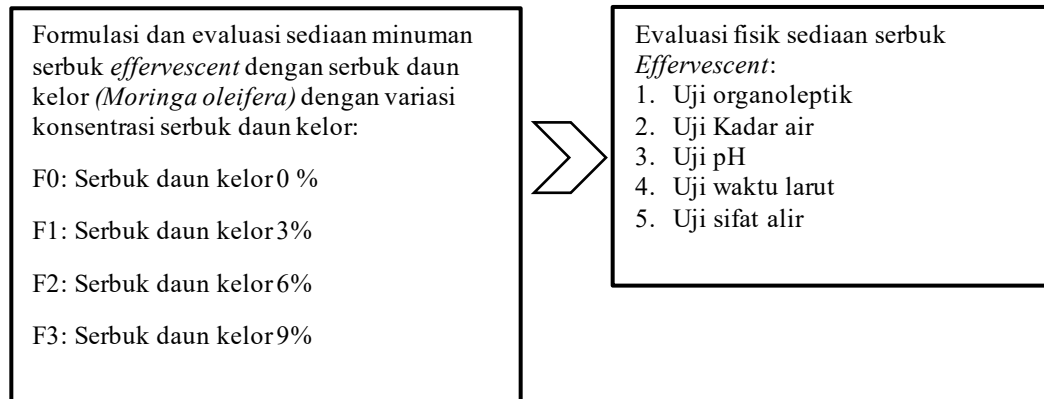 Formulasi dan evaluasi sediaan minuman
serbuk effervescent dengan serbuk daun
kelor (Moringa oleifera) dengan variasi
konsentrasi serbuk daun kelor:
F0: Serbuk daun kelor 0 %
F1: Serbuk daun kelor 3%
F2: Serbuk daun kelor 6%
F3: Serbuk daun kelor 9%
Evaluasi fisik sediaan serbuk
Effervescent:
1. Uji organoleptik
2. Uji Kadar air
3. Uji pH
4. Uji waktu larut
5. Uji sifat alir